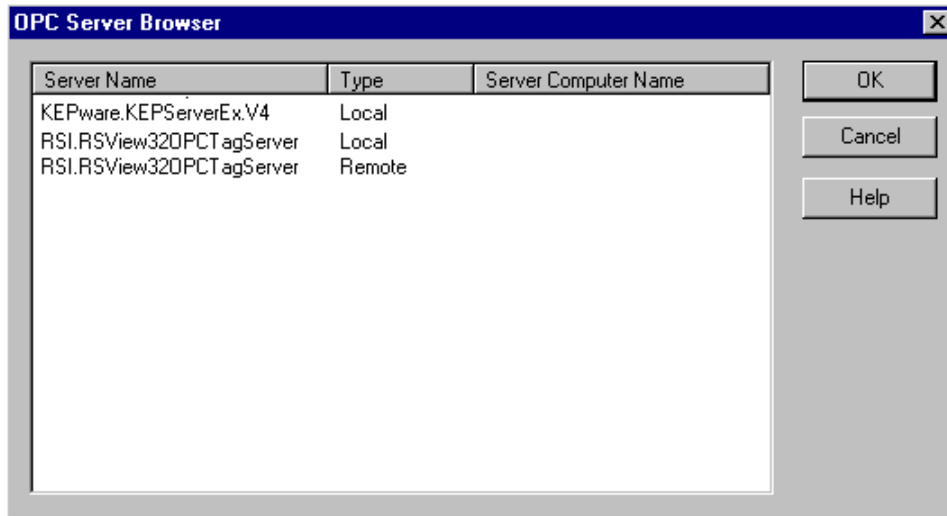 OPC Server Browser
Server Name Type Server Computer Name
KEPware.KEPServerEx.V4 Local
RSI.RSView32OPCTagServer Local
RSI.RSView32OPCTagServer Remote
OK
Cancel
Help